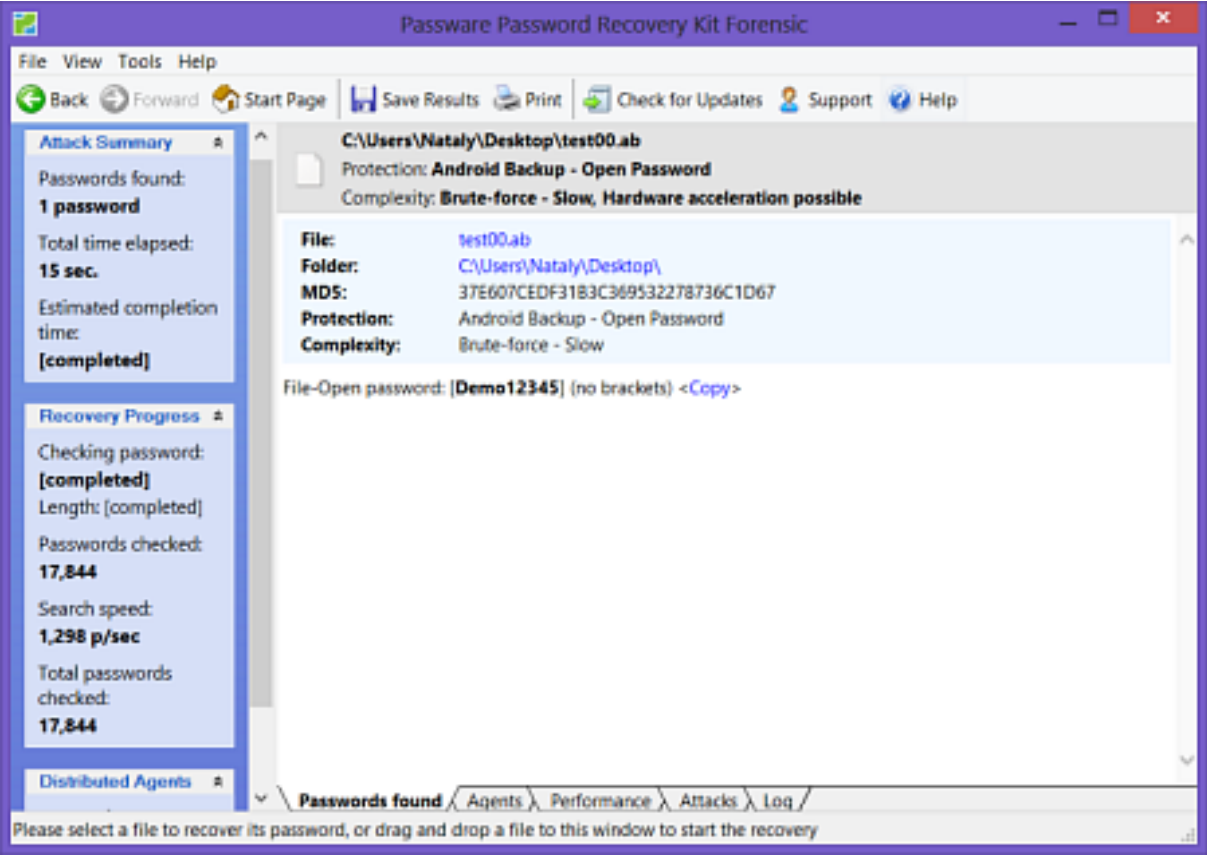 Passware Password Recovery Kit Forensic
File View Tools Help
Back Forward Start Page Save Results Print Check for Updates Support Help
Attack Summary
Passwords found:
1 password
Total time elapsed:
15 sec.
Estimated completion
time:
[completed]
Recovery Progress
Checking password:
[completed]
Length: [completed]
Passwords checked:
17,844
Search speed:
1,298 p/sec
Total passwords
checked:
17,844
Distributed Agents
C:\Users\Nataly\Desktop\test00.ab
Protection: Android Backup - Open Password
Complexity: Brute-force - Slow, Hardware acceleration possible
File: test00.ab
Folder: C:\Users\Nataly\Desktop\
MD5: 37E607CEDF31B3C369532278736C1D67
Protection: Android Backup - Open Password
Complexity: Brute-force - Slow
File-Open password: [Demo12345] (no brackets) <Copy>
Passwords found Agents Performance Attacks Log
Please select a file to recover its password, or drag and drop a file to this window to start the recovery